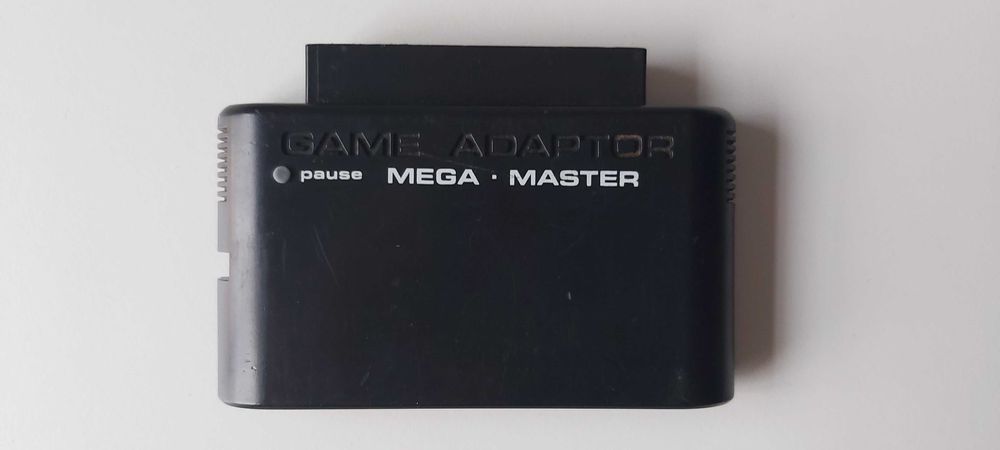 GAME ADAPTOR
pause MEGA · MASTER